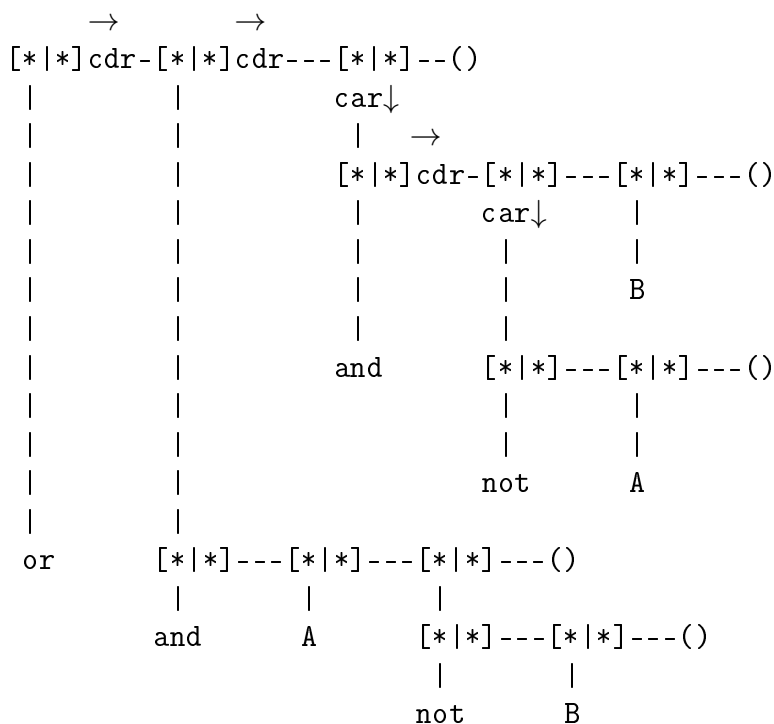 → →
[*|*]cdr-[*|*]cdr---[*|*]--()
| | car↓
| | | →
| | [*|*]cdr-[*|*]---[*|*]---()
| | | car↓ |
| | | | |
| | | | B
| | | |
| | and [*|*]---[*|*]---()
| | | |
| | | |
| | not A
| |
or [*|*]---[*|*]---[*|*]---()
| | |
and A [*|*]---[*|*]---()
| |
not B